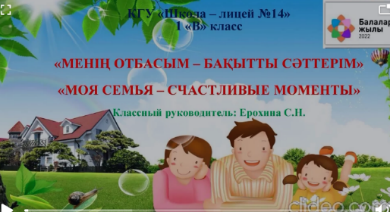 КГУ «Школа – лицей №14»
1 «В» класс
Балалар
жылы
2022
«МЕНІҢ ОТБАСЫМ – БАҚЫТТЫ СӘТТЕРІМ»
«МОЯ СЕМЬЯ – СЧАСТЛИВЫЕ МОМЕНТЫ»
Классный руководитель: Ерохина С.Н.
clideo.com